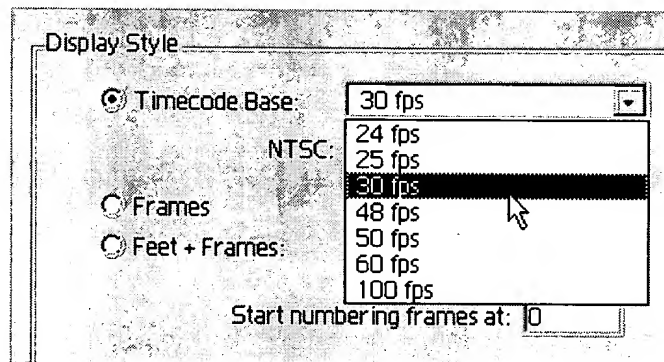 Display Style
Timecode Base: 30 fps
24 fps
NTSC:
25 fps
30 fps
Frames
48 fps
50 fps
Feet + Frames:
60 fps
100 fps
Start numbering frames at: 0